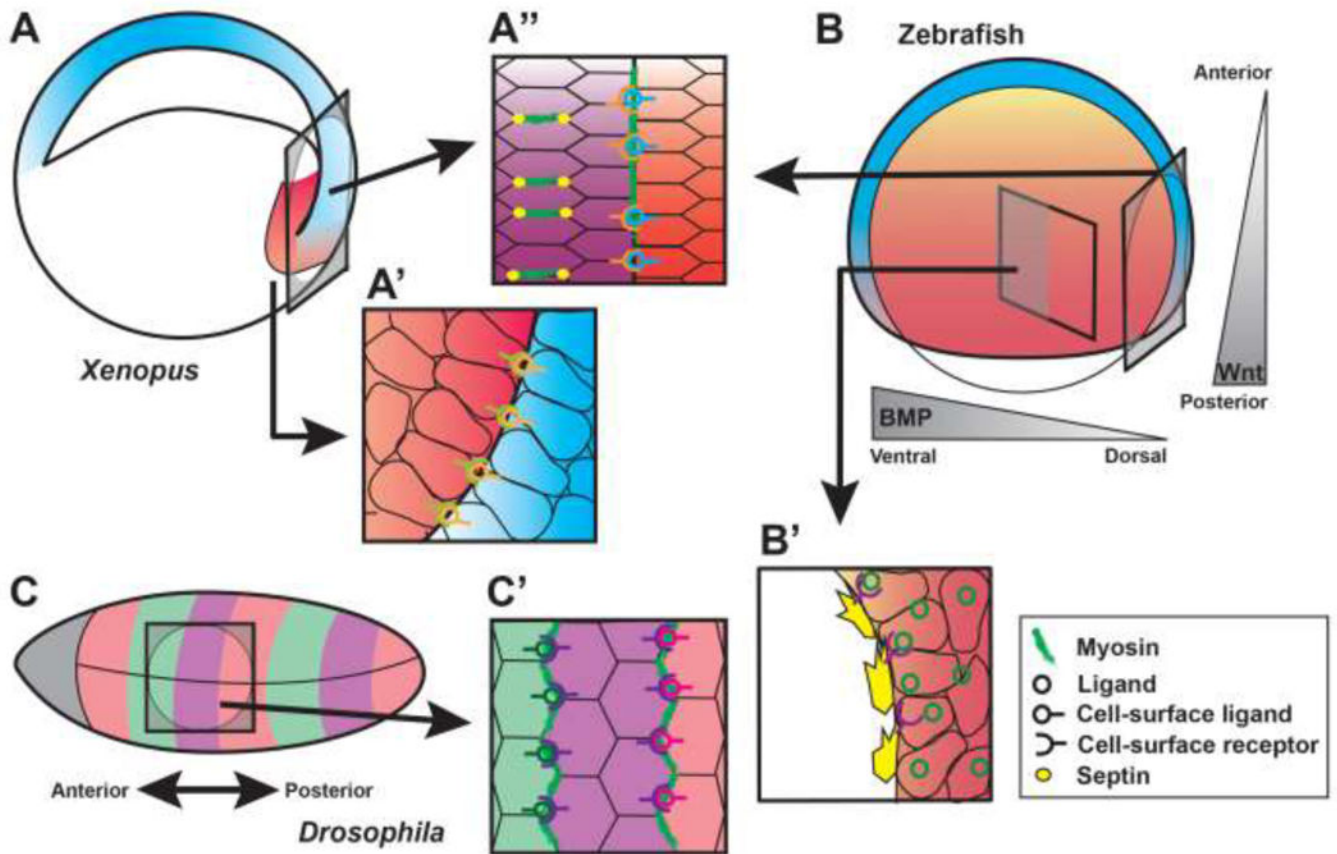 A
A''
B
Zebrafish
Anterior
Xenopus
A'
Wnt
Posterior
BMP
Ventral
Dorsal
B'
C
C'
Anterior
Posterior
Drosophila
Myosin
Ligand
Cell-surface ligand
Cell-surface receptor
Septin